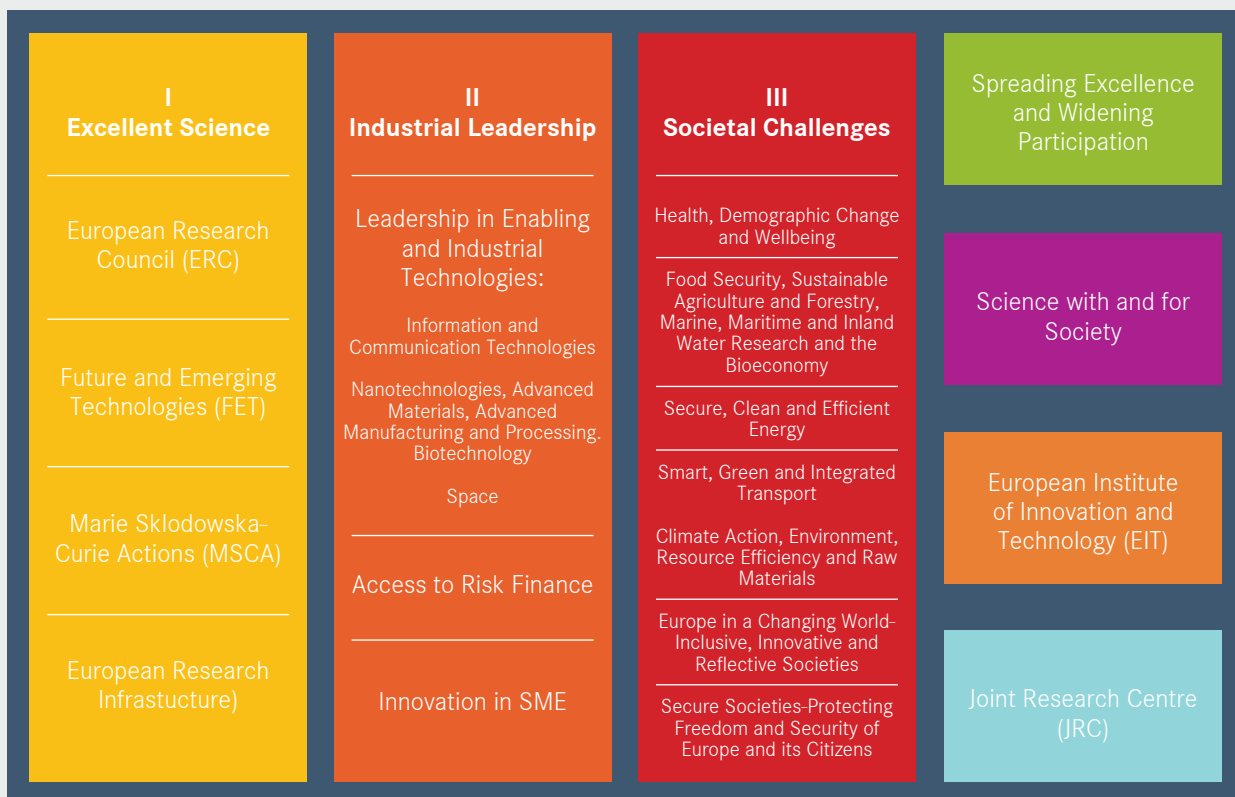 I
Excellent Science
European Research
Council (ERC)
Future and Emerging
Technologies (FET)
Marie Sklodowska-
Curie Actions (MSCA)
European Research
Infrastucture)
II
Industrial Leadership
Leadership in Enabling
and Industrial
Technologies:
Information and
Communication Technologies
Nanotechnologies, Advanced
Materials, Advanced
Manufacturing and Processing.
Biotechnology
Space
Access to Risk Finance
Innovation in SME
III
Societal Challenges
Health, Demographic Change
and Wellbeing
Food Security, Sustainable
Agriculture and Forestry,
Marine, Maritime and Inland
Water Research and the
Bioeconomy
Secure, Clean and Efficient
Energy
Smart, Green and Integrated
Transport
Climate Action, Environment,
Resource Efficiency and Raw
Materials
Europe in a Changing World-
Inclusive, Innovative and
Reflective Societies
Secure Societies-Protecting
Freedom and Security of
Europe and its Citizens
Spreading Excellence
and Widening
Participation
Science with and for
Society
European Institute
of Innovation and
Technology (EIT)
Joint Research Centre
(JRC)